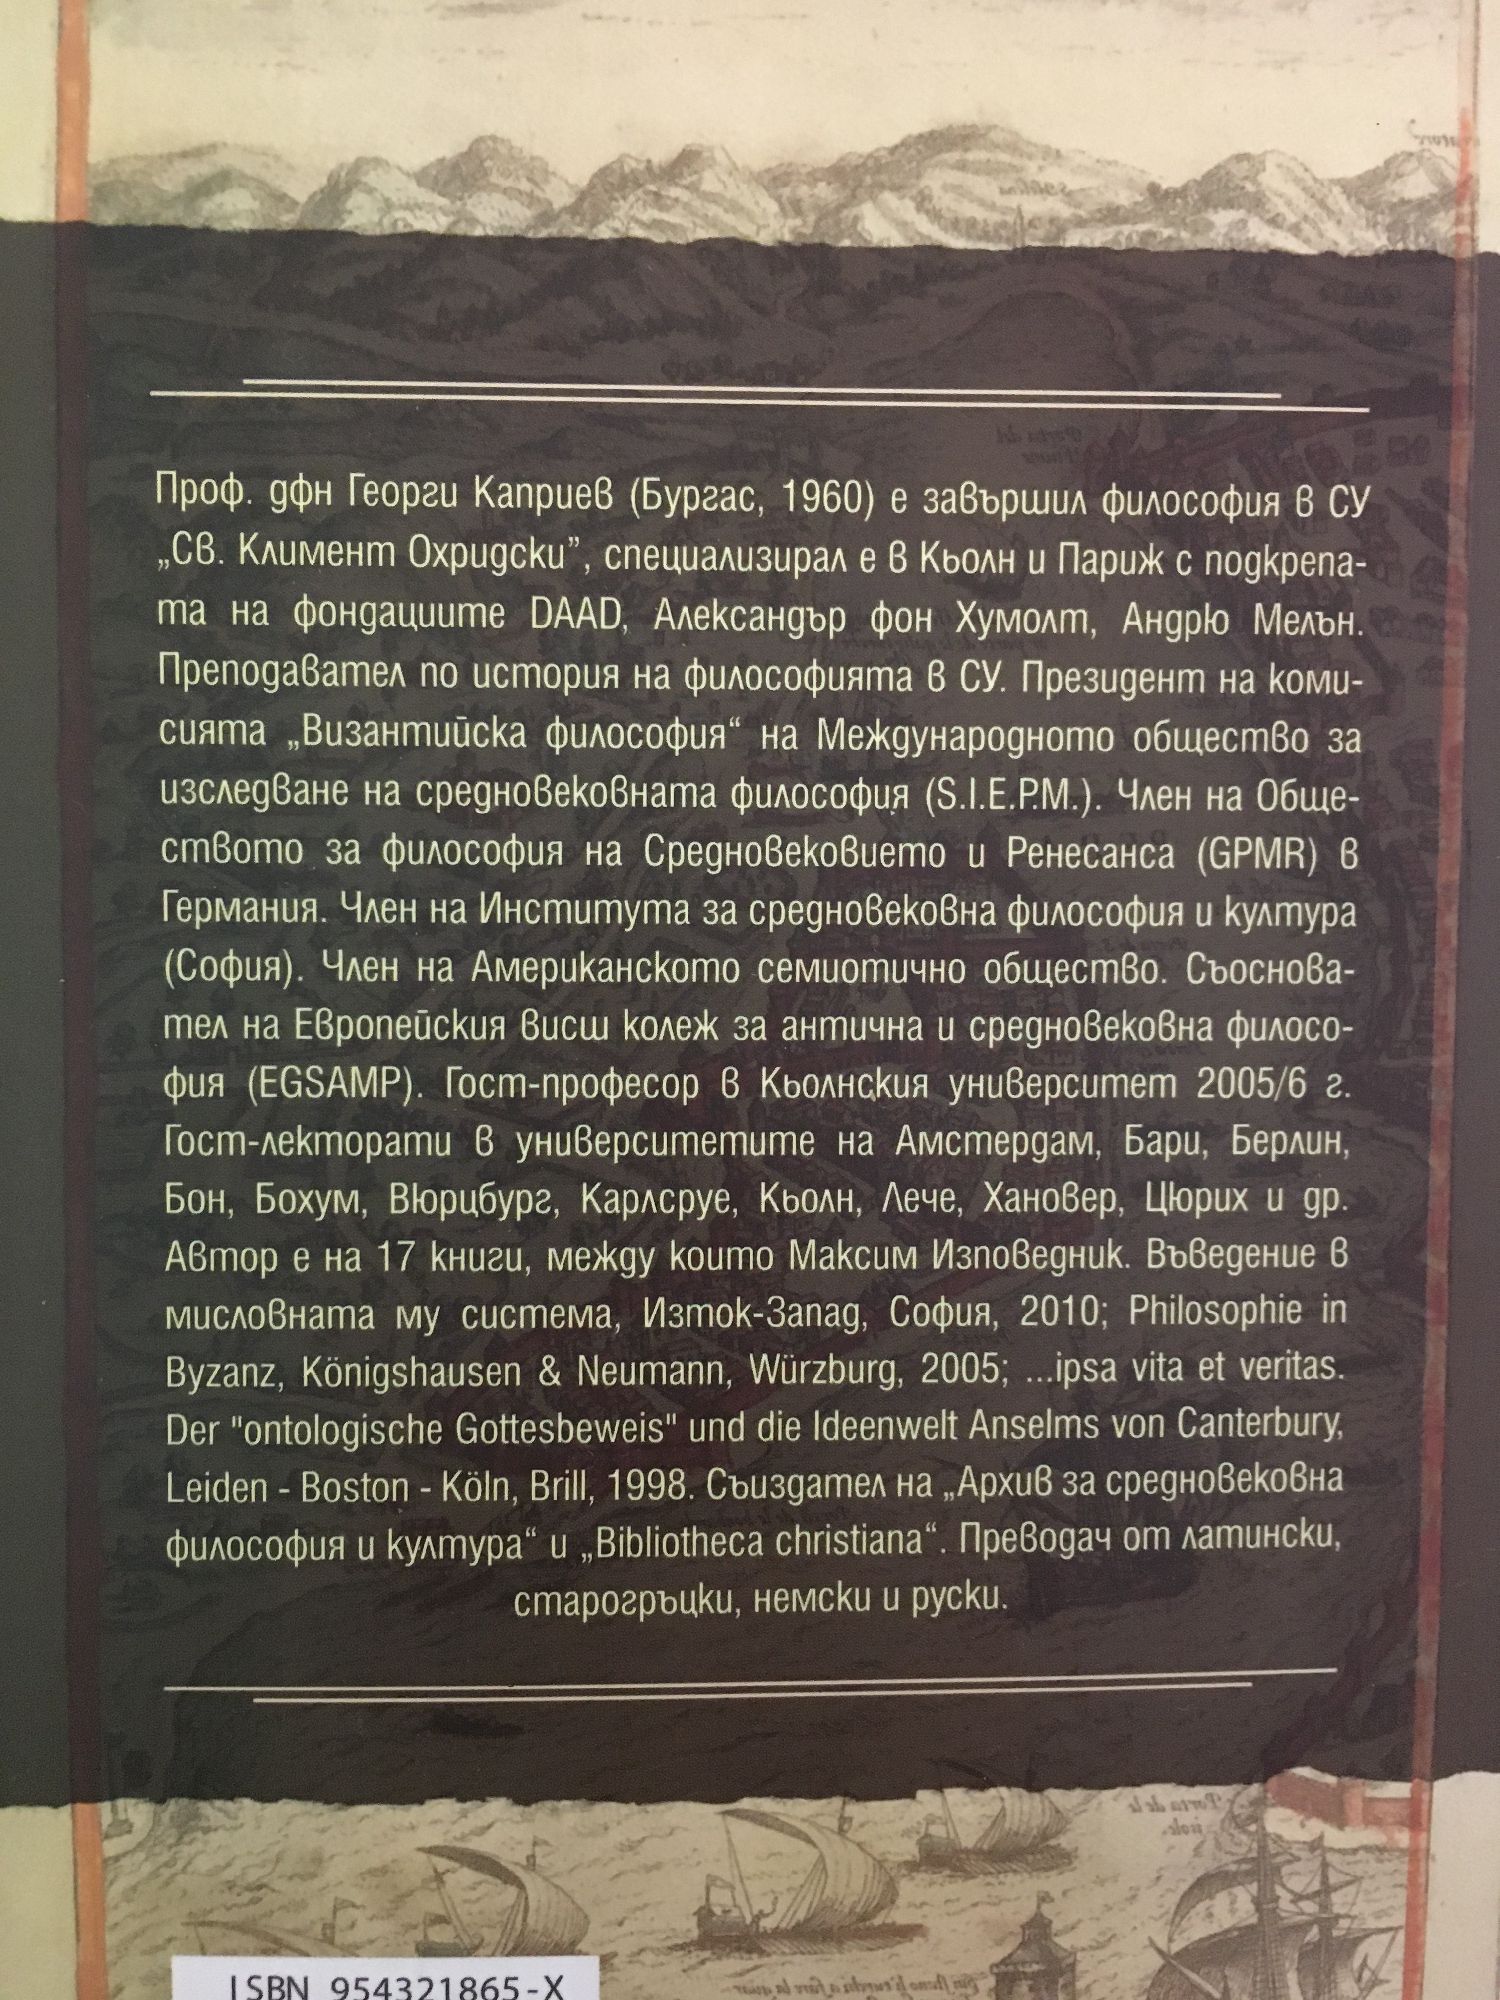 Проф. дфн Георги Каприев (Бургас, 1960) е завършил философия в СУ
„Св. Климент Охридски”, специализирал е в Кьолн и Париж с подкрепа-
та на фондациите DAAD, Александър фон Хумолт, Андрю Мелън.
Преподавател по история на философията в СУ. Президент на коми-
сията „Византийска философия“ на Международното общество за
изследване на средновековната философия (S.I.E.P.M.). Член на Обще-
ството за философия на Средновековието и Ренесанса (GPMR) в
Германия. Член на Института за средновековна философия и култура
(София). Член на Американското семиотично общество. Съоснова-
тел на Европейския висш колеж за антична и средновековна филосо-
фия (EGSAMP). Гост-професор в Кьолнския университет 2005/6 г.
Гост-лекторати в университетите на Амстердам, Бари, Берлин,
Бон, Бохум, Вюрцбург, Карлсруе, Кьолн, Лече, Хановер, Цюрих и др.
Автор е на 17 книги, между които Максим Изповедник. Въведение в
мисловната му система, Изток-Запад, София, 2010; Philosophie in
Byzanz, Königshausen & Neumann, Würzburg, 2005; ...ipsa vita et veritas.
Der "ontologische Gottesbeweis" und die Ideenwelt Anselms von Canterbury,
Leiden - Boston - Köln, Brill, 1998. Съиздател на „Архив за средновековна
философия и култура“ и „Bibliotheca christiana“. Преводач от латински,
старогръцки, немски и руски.
Porta de le
ISBN 954321865-X